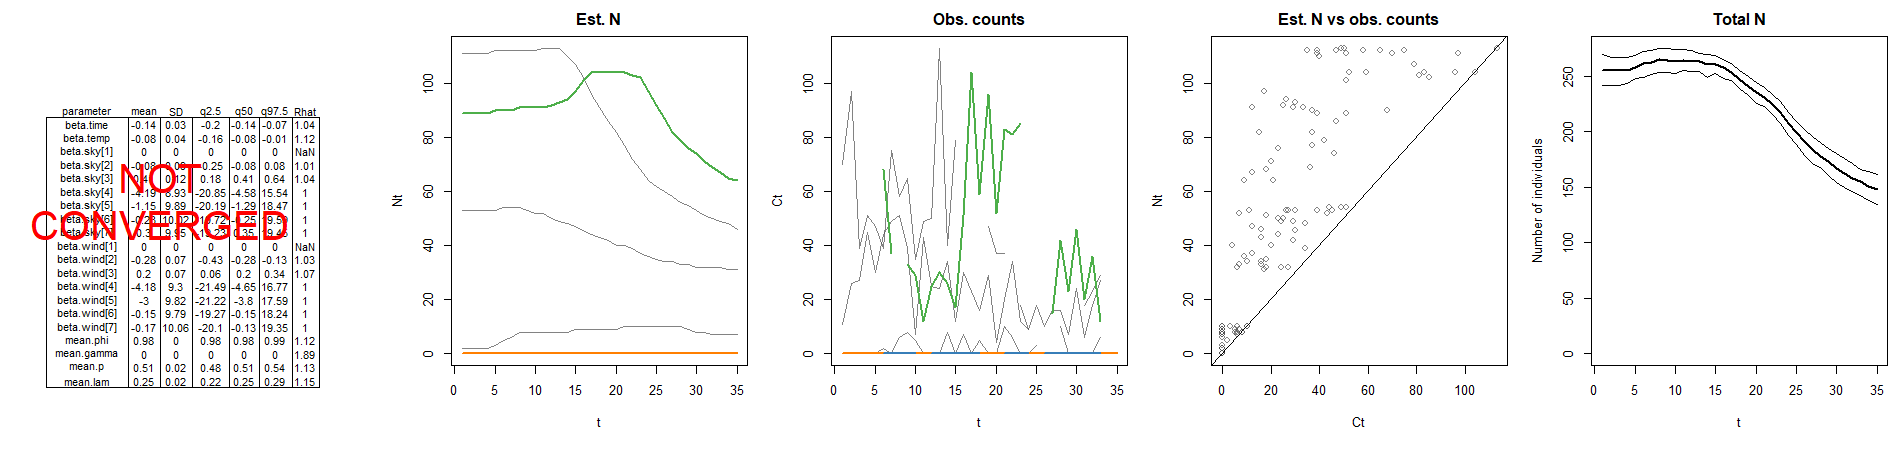 parameter mean SD q2.5 q50 q97.5 Rhat
beta.time -0.14 0.03 -0.2 -0.14 -0.07 1.04
beta.temp -0.08 0.04 -0.16 -0.08 -0.01 1.12
beta.sky[1] 0 0 0 0 0 NaN
beta.sky[2] -0.08 -0.25 -0.08 0.08 1.01
beta.sky[3] 0.12 0.18 0.41 0.64 1.04
beta.sky[4] -4.19 8.93 -20.85 -4.58 15.54 1
beta.sky[5] -1.15 9.89 -20.19 -1.29 18.47 1
beta.sky[6] 10.02 1
1
NOT
CONVERGED
beta.wind[1] 0 0 0 0 0 NaN
beta.wind[2] -0.28 0.07 -0.43 -0.28 -0.13 1.03
beta.wind[3] 0.2 0.07 0.06 0.2 0.34 1.07
beta.wind[4] -4.18 9.3 -21.49 -4.65 16.77 1
beta.wind[5] -3 9.82 -21.22 -3.8 17.59 1
beta.wind[6] -0.15 9.79 -19.27 -0.15 18.24 1
beta.wind[7] -0.17 10.06 -20.1 -0.13 19.35 1
mean.phi 0.98 0 0.98 0.98 0.99 1.12
mean.gamma 0 0 0 0 0 1.89
mean.p 0.51 0.02 0.48 0.51 0.54 1.13
mean.lam 0.25 0.02 0.22 0.25 0.29 1.15
Est. N
Nt
100
80
60
40
20
0
0 5 10 15 20 25 30 35
t
Obs. counts
Ct
100
80
60
40
20
0
0 5 10 15 20 25 30 35
t
Est. N vs obs. counts
Nt
100
80
60
40
20
0
0 20 40 60 80 100
Ct
Total N
Number of individuals
250
200
150
100
50
0
0 5 10 15 20 25 30 35
t